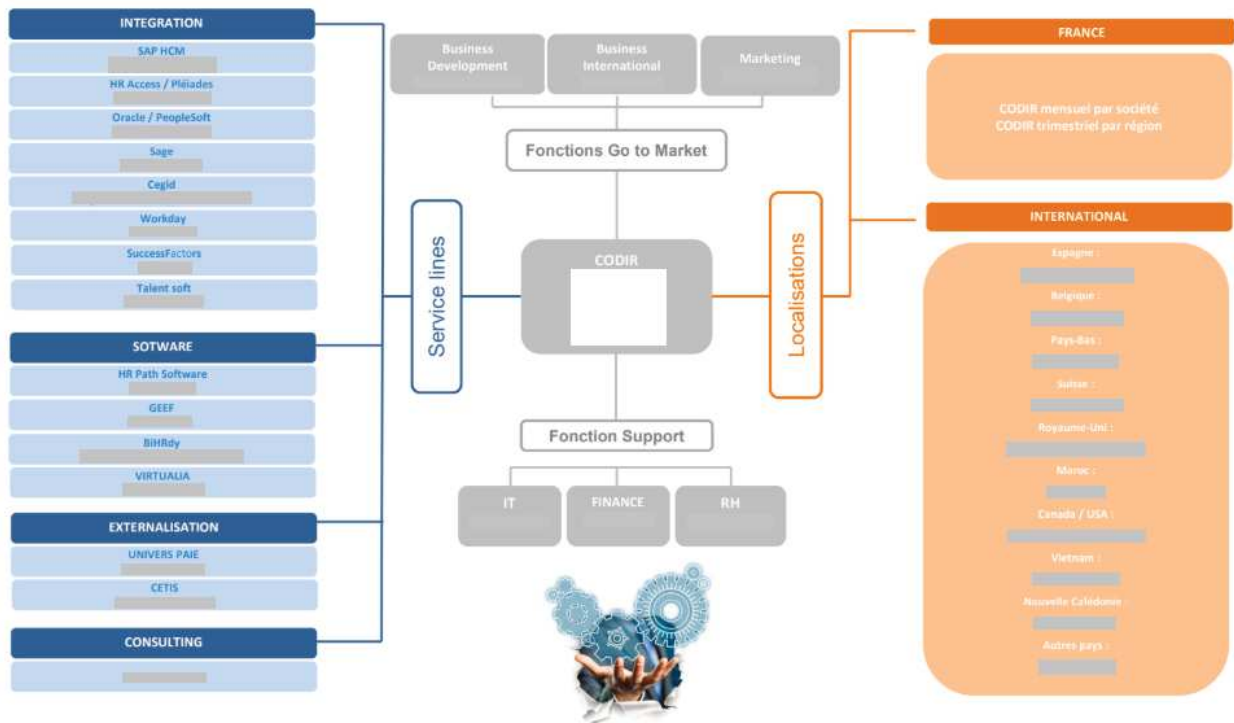 INTEGRATION
SAP HCM
HR Access / Pléiades
Oracle / PeopleSoft
Sage
Cegid
Workday
SuccessFactors
Talent soft
SOTWARE
HR Path Software
GEEF
BiHRdy
VIRTUALIA
EXTERNALISATION
UNIVERS PAIE
CETIS
CONSULTING
Service lines
Business
Development
Business
International
Marketing
Fonctions Go to Market
CODIR
Fonction Support
IT
FINANCE
RH
Localisations
FRANCE
CODIR mensuel par société
CODIR trimestriel par région
INTERNATIONAL
Espagne :
Belgique :
Pays-Bas :
Suisse :
Royaume-Uni :
Maroc :
Canada / USA :
Vietnam :
Nouvelle Calédonie :
Autres pays :